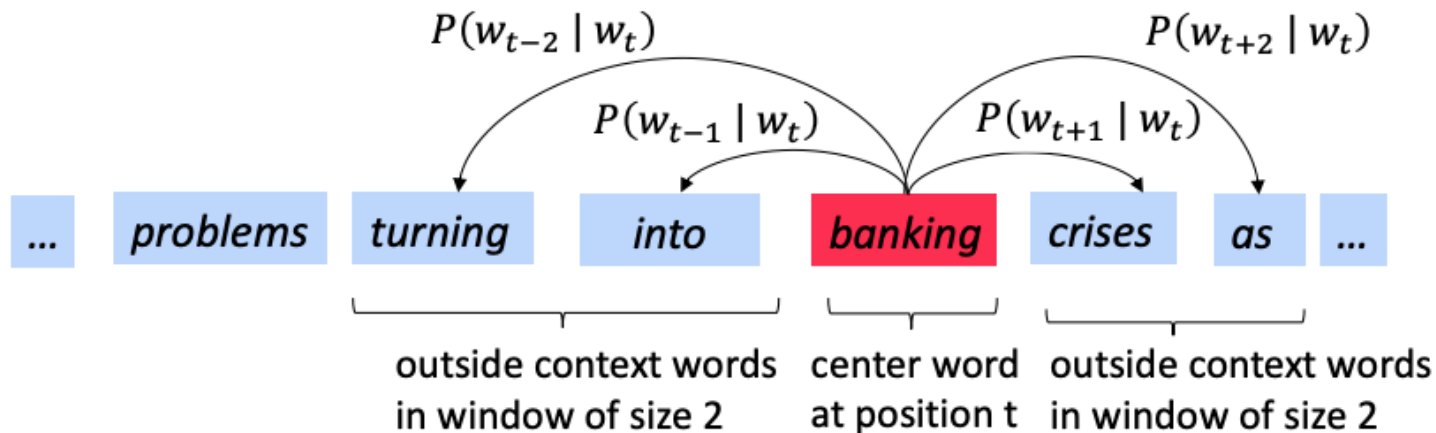 P(w_{t−2} | w_t) P(w_{t+2} | w_t)
P(w_{t−1} | w_t) P(w_{t+1} | w_t)
... problems turning into banking crises as ...
outside context words center word outside context words
in window of size 2 at position t in window of size 2